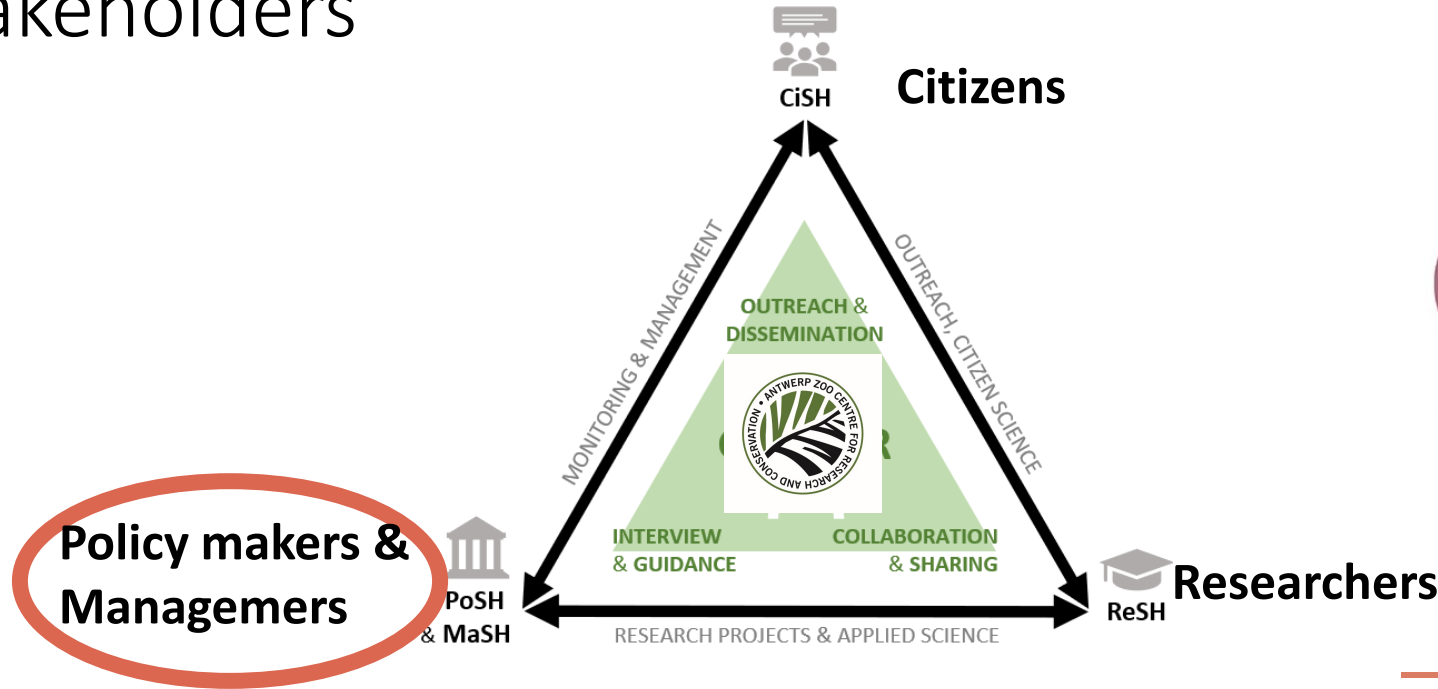 akeholders
CiSH
Citizens
MONITORING & MANAGEMENT
OUTREACH, CITIZEN SCIENCE
OUTREACH &
DISSEMINATION
ANTWERP ZOO CENTRE FOR RESEARCH AND CONSERVATION •
R
INTERVIEW
& GUIDANCE
COLLABORATION
& SHARING
Policy makers &
Managemers
PoSH
& MaSH
ReSH
Researchers
RESEARCH PROJECTS & APPLIED SCIENCE